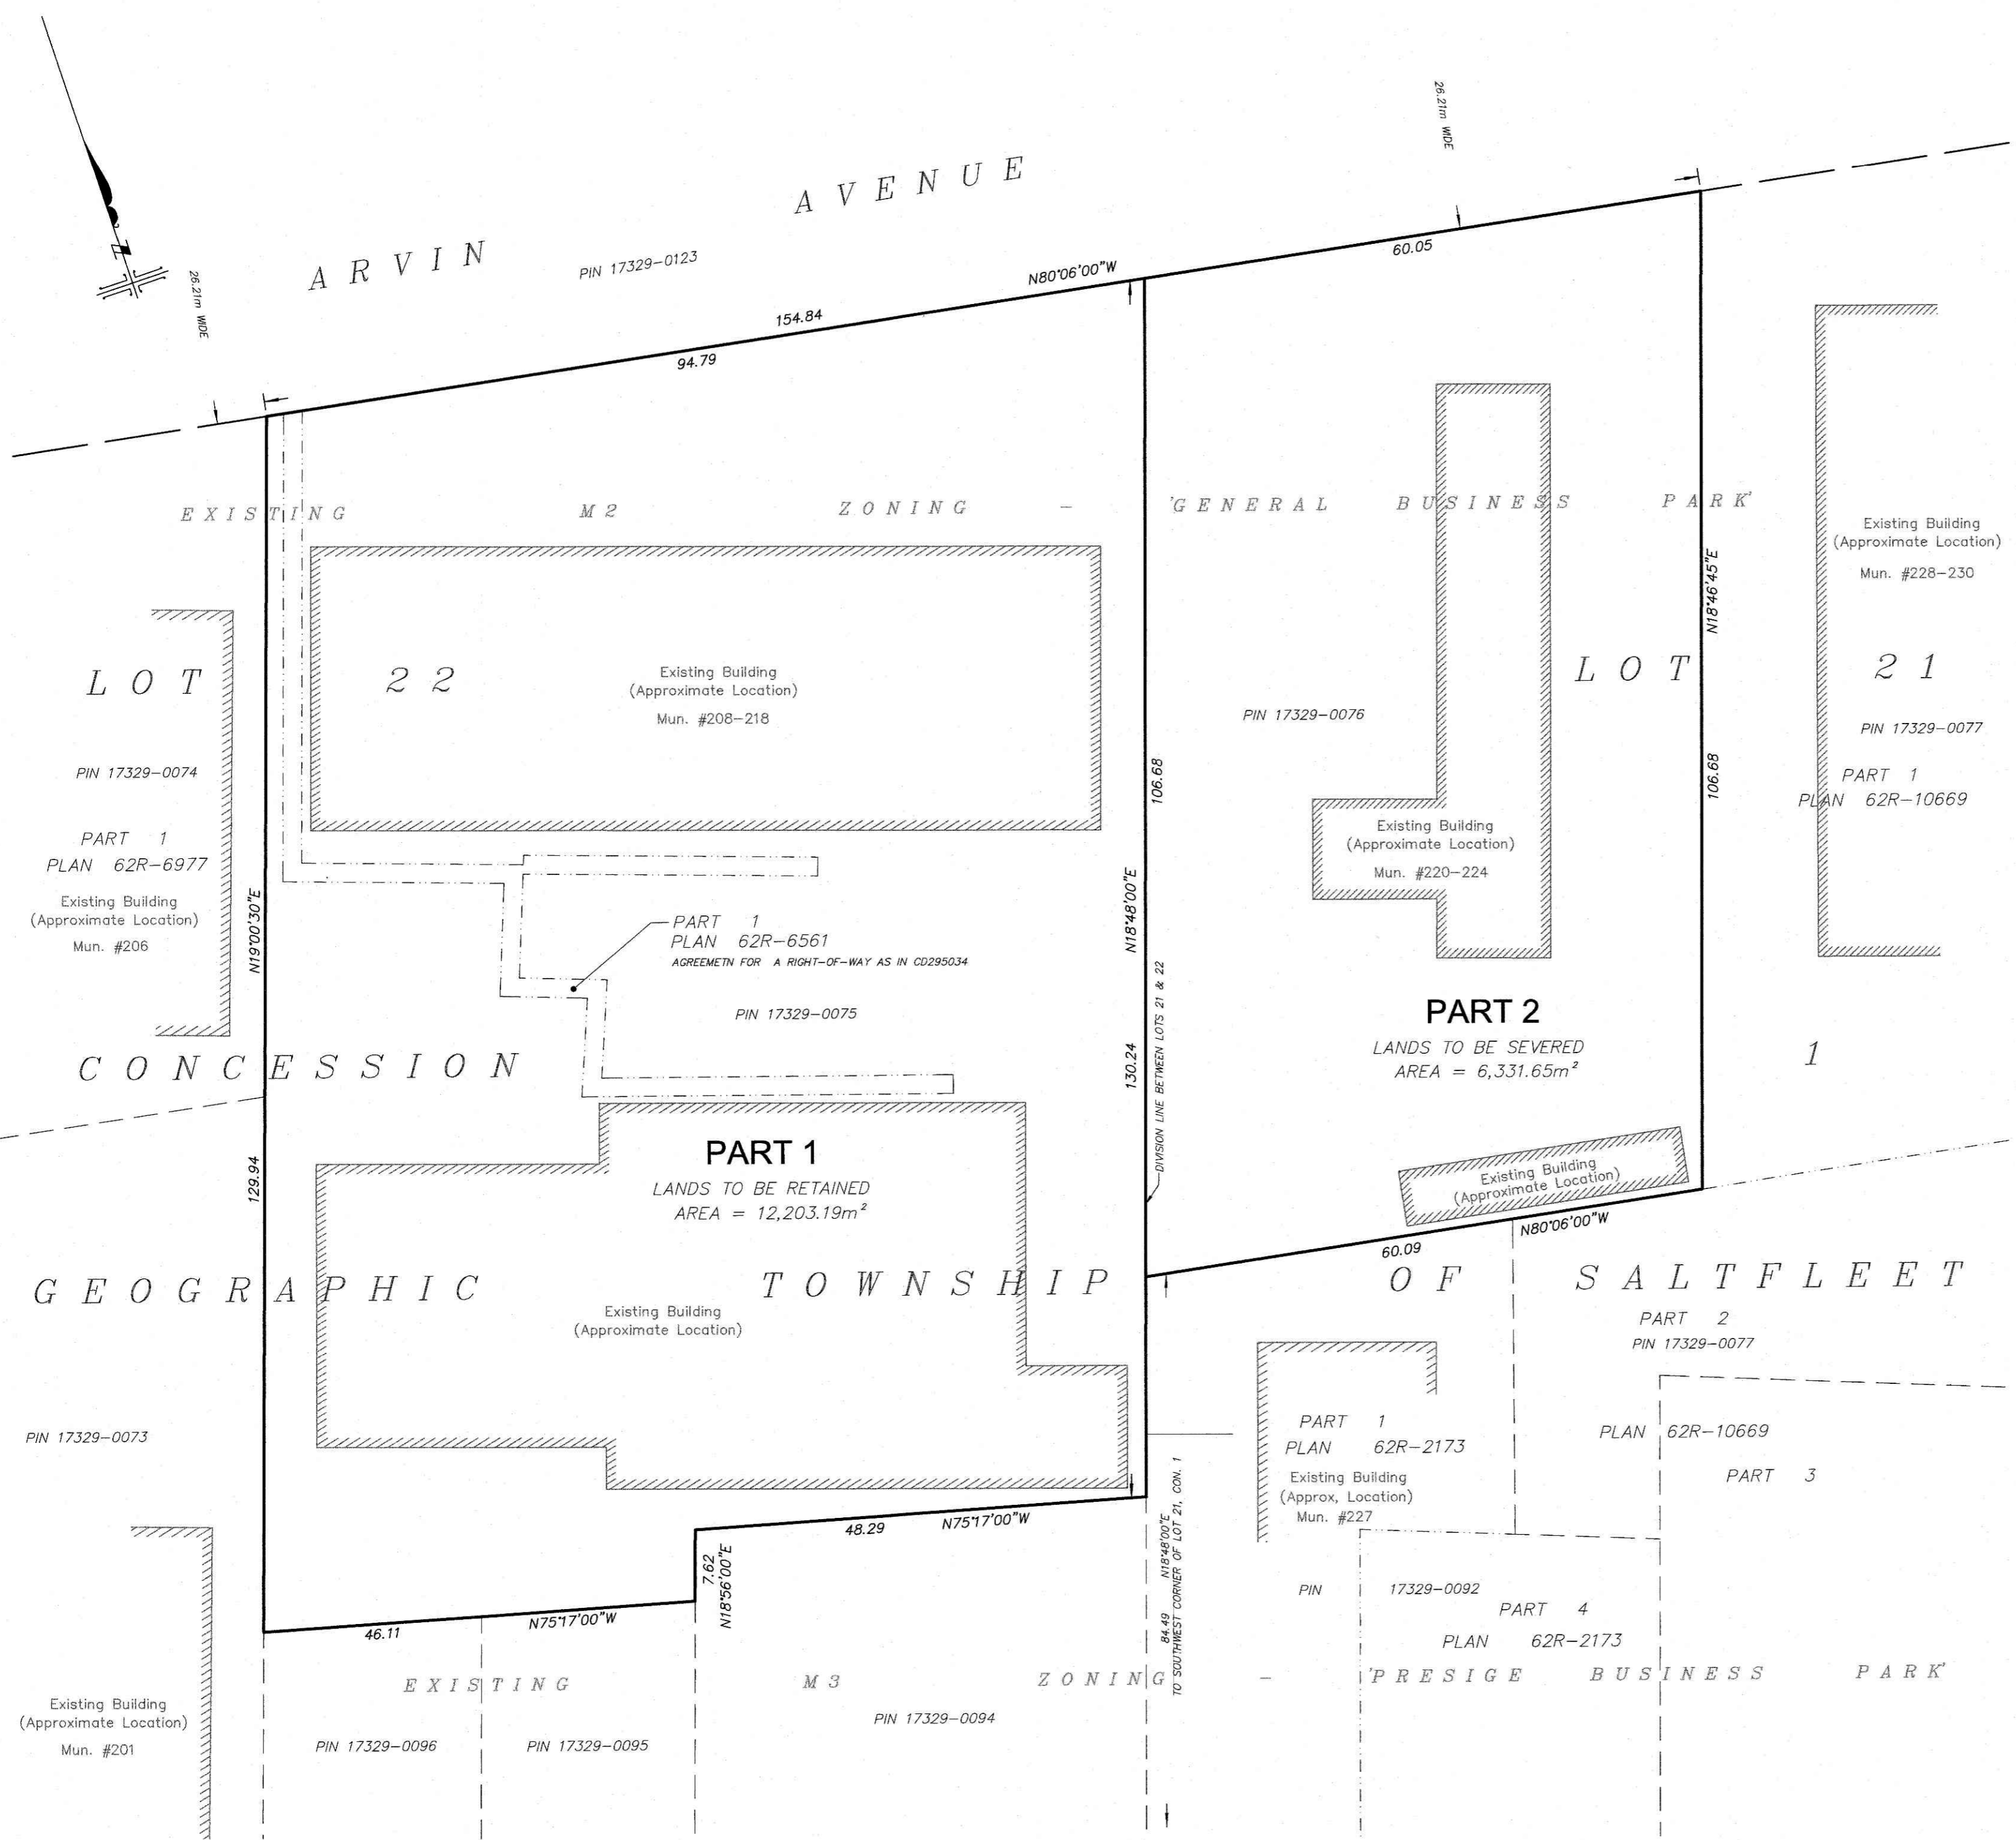 26.21m WIDE
ARVIN AVENUE
PIN 17329-0123
N80°06'00"W
60.05
26.21m WIDE
154.84
94.79
N
EXISTING M2 ZONING - 'GENERAL BUSINESS PARK'
Existing Building
(Approximate Location)
Mun. #228-230
N18°46'45"E
LOT 22
Existing Building
(Approximate Location)
Mun. #208-218
LOT 21
PIN 17329-0076
PIN 17329-0077
PART 1
PLAN 62R-10669
PIN 17329-0074
PART 1
PLAN 62R-6977
Existing Building
(Approximate Location)
Mun. #206
N19°00'30"E
106.68
106.68
Existing Building
(Approximate Location)
Mun. #220-224
N18°48'00"E
PART 1
PLAN 62R-6561
AGREEMETN FOR A RIGHT-OF-WAY AS IN CD295034
PIN 17329-0075
130.24
DIVISION LINE BETWEEN LOTS 21 & 22
PART 2
LANDS TO BE SEVERED
AREA = 6,331.65m²
CONCESSION 1
129.94
PART 1
LANDS TO BE RETAINED
AREA = 12,203.19m²
Existing Building
(Approximate Location)
N80°06'00"W
60.09
GEOGRAPHIC TOWNSHIP OF SALTFLEET
Existing Building
(Approximate Location)
PART 2
PIN 17329-0077
PIN 17329-0073
PART 1
PLAN 62R-2173
Existing Building
(Approx, Location)
Mun. #227
PLAN 62R-10669
PART 3
48.29
N75°17'00"W
7.62
N18°56'00"E
84.49 N18°48'00"E
TO SOUTHWEST CORNER OF LOT 21, CON. 1
PIN 17329-0092
PART 4
PLAN 62R-2173
46.11
N75°17'00"W
EXISTING M3 ZONING - 'PRESIGE BUSINESS PARK'
Existing Building
(Approximate Location)
Mun. #201
PIN 17329-0096
PIN 17329-0095
PIN 17329-0094